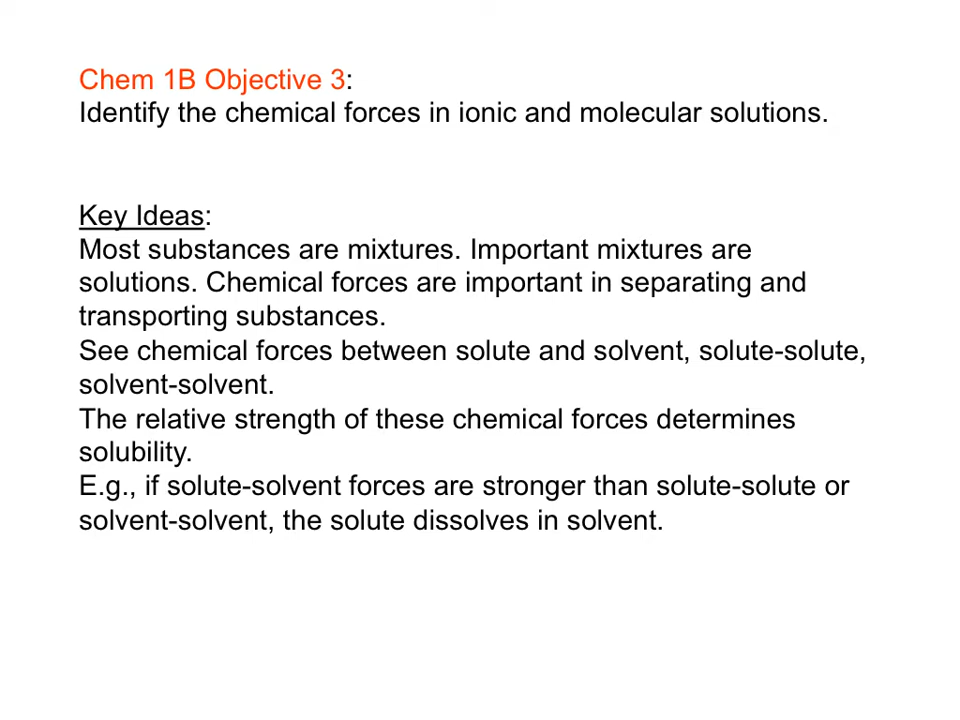 Chem 1B Objective 3:
Identify the chemical forces in ionic and molecular solutions.
Key Ideas:
Most substances are mixtures. Important mixtures are
solutions. Chemical forces are important in separating and
transporting substances.
See chemical forces between solute and solvent, solute-solute,
solvent-solvent.
The relative strength of these chemical forces determines
solubility.
E.g., if solute-solvent forces are stronger than solute-solute or
solvent-solvent, the solute dissolves in solvent.